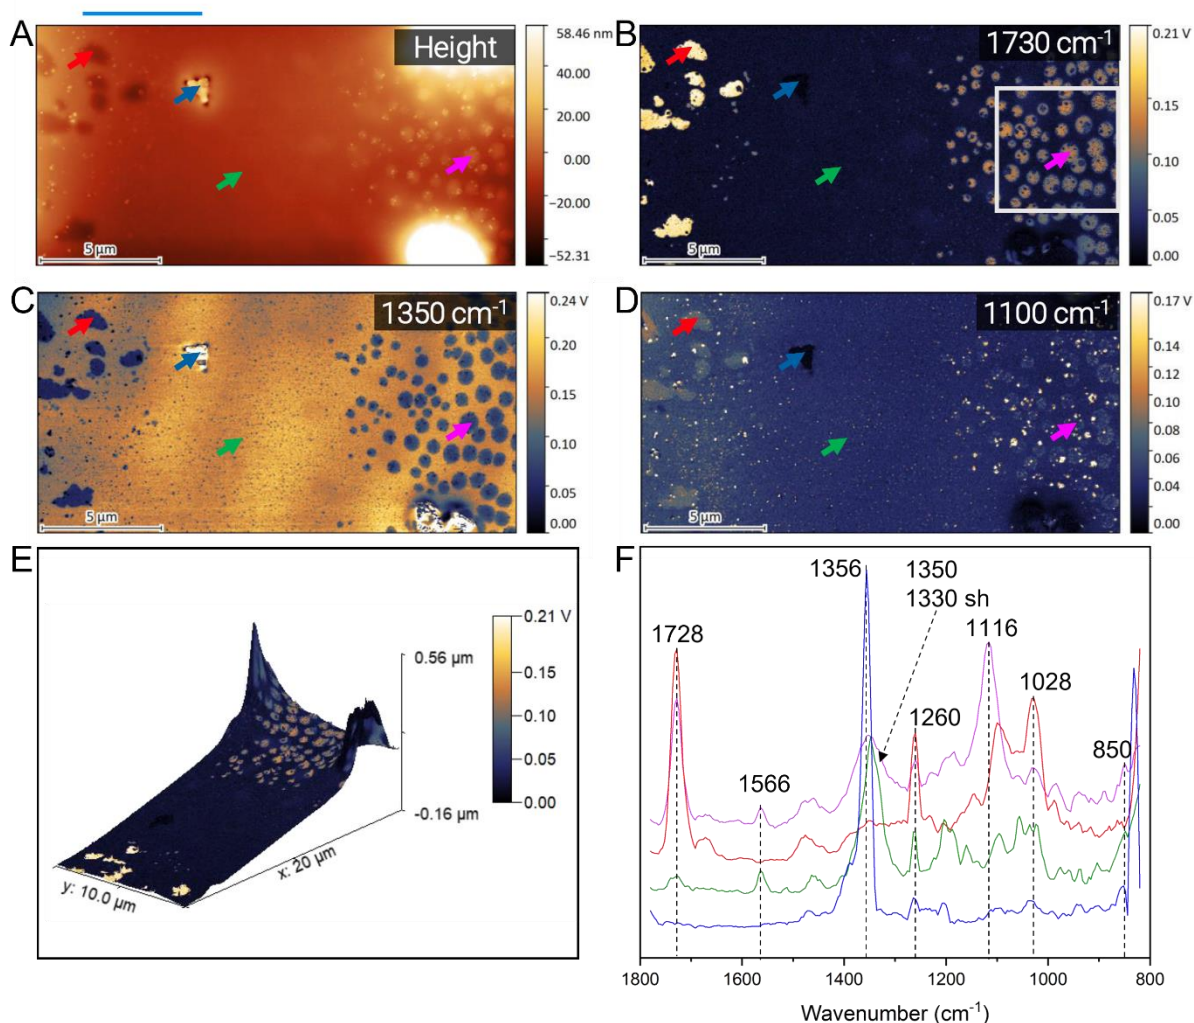 A
Height
58.46 nm
40.00
20.00
0.00
−20.00
−52.31
5 µm
B
1730 cm⁻¹
0.21 V
0.15
0.10
0.05
0.00
5 µm
C
1350 cm⁻¹
0.24 V
0.20
0.15
0.10
0.05
0.00
5 µm
D
1100 cm⁻¹
0.17 V
0.14
0.12
0.10
0.08
0.06
0.04
0.00
5 µm
E
0.21 V
0.15
0.10
0.05
0.00
0.56 µm
-0.16 µm
x: 20 µm
y: 10.0 µm
F
1356
1350
1330 sh
1728
1116
1260
1028
1566
850
1800
1600
1400
1200
1000
800
Wavenumber (cm⁻¹)